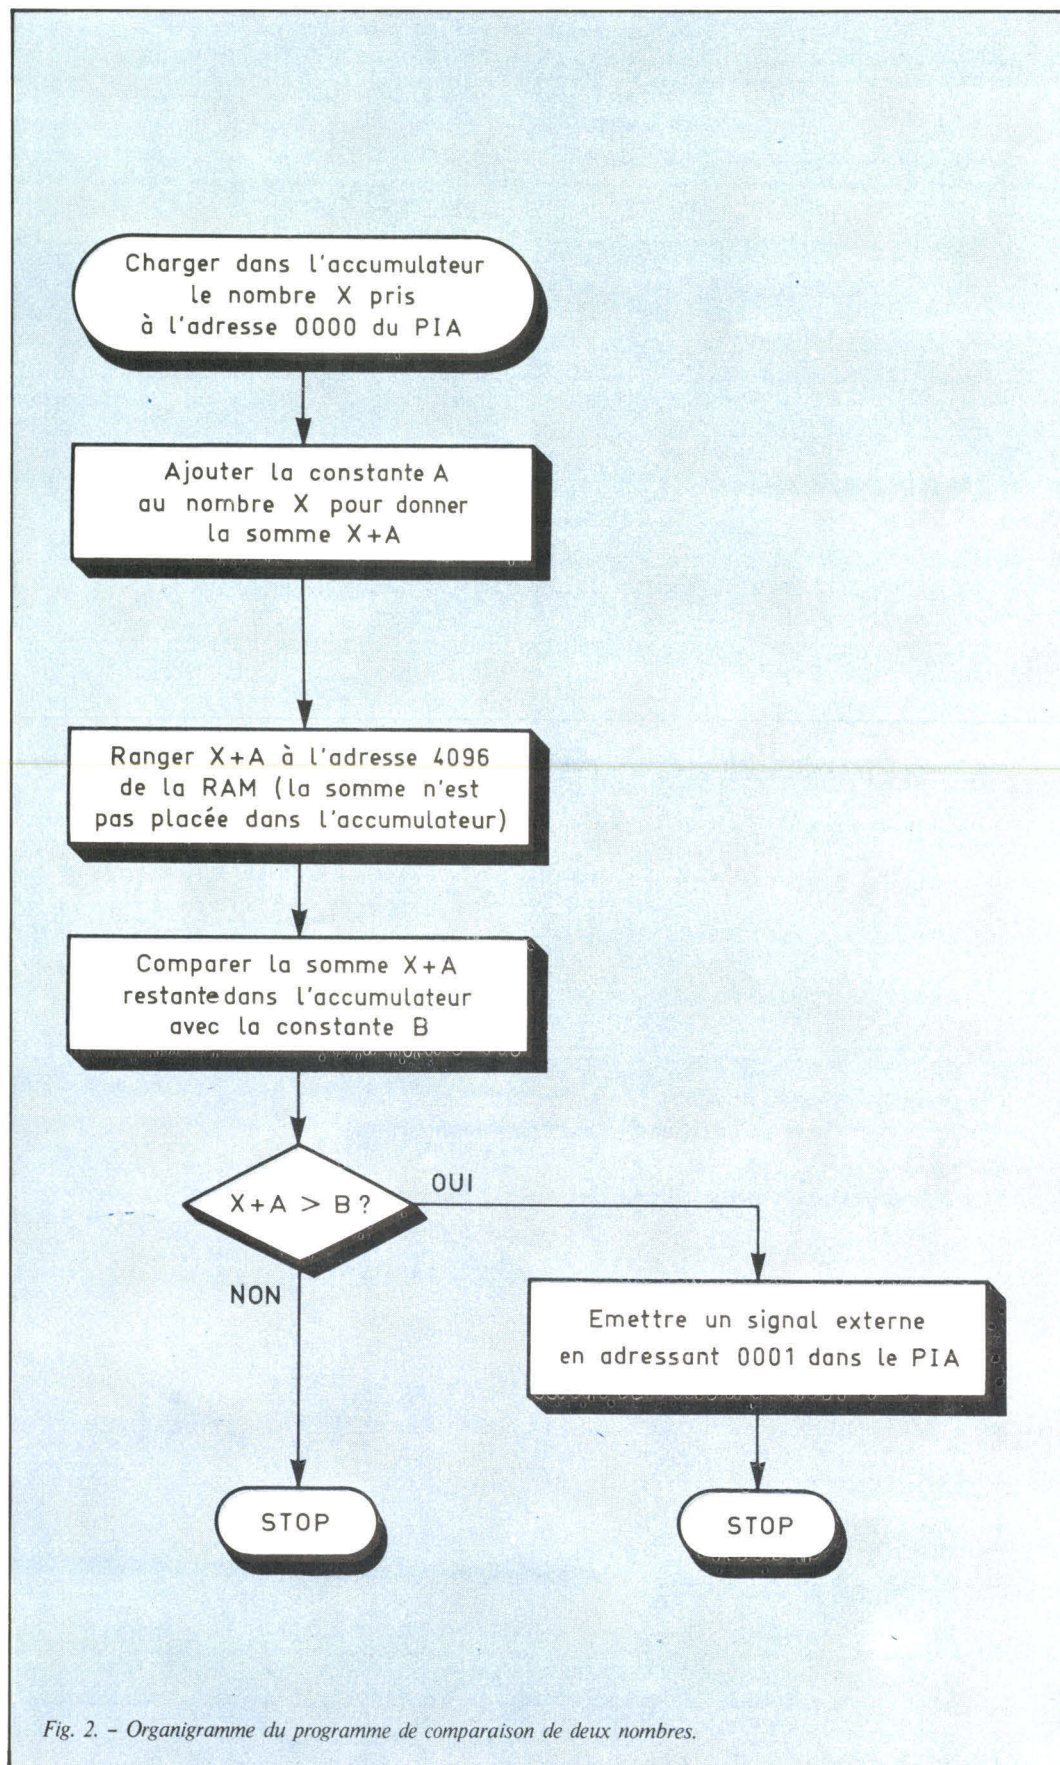 Charger dans l'accumulateur
le nombre X pris
à l'adresse 0000 du PIA
Ajouter la constante A
au nombre X pour donner
la somme X+A
Ranger X+A à l'adresse 4096
de la RAM (la somme n'est
pas placée dans l'accumulateur)
Comparer la somme X+A
restante dans l'accumulateur
avec la constante B
X+A > B ?
OUI
NON
Emettre un signal externe
en adressant 0001 dans le PIA
STOP
STOP
Fig. 2. – Organigramme du programme de comparaison de deux nombres.